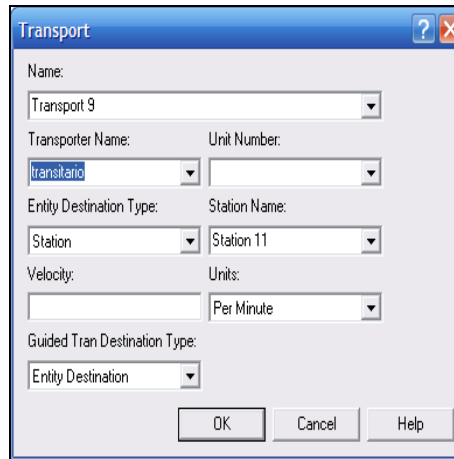 Transport
Name:
Transport 9
Transporter Name: Unit Number:
transitario
Entity Destination Type: Station Name:
Station Station 11
Velocity: Units:
Per Minute
Guided Tran Destination Type:
Entity Destination
OK Cancel Help